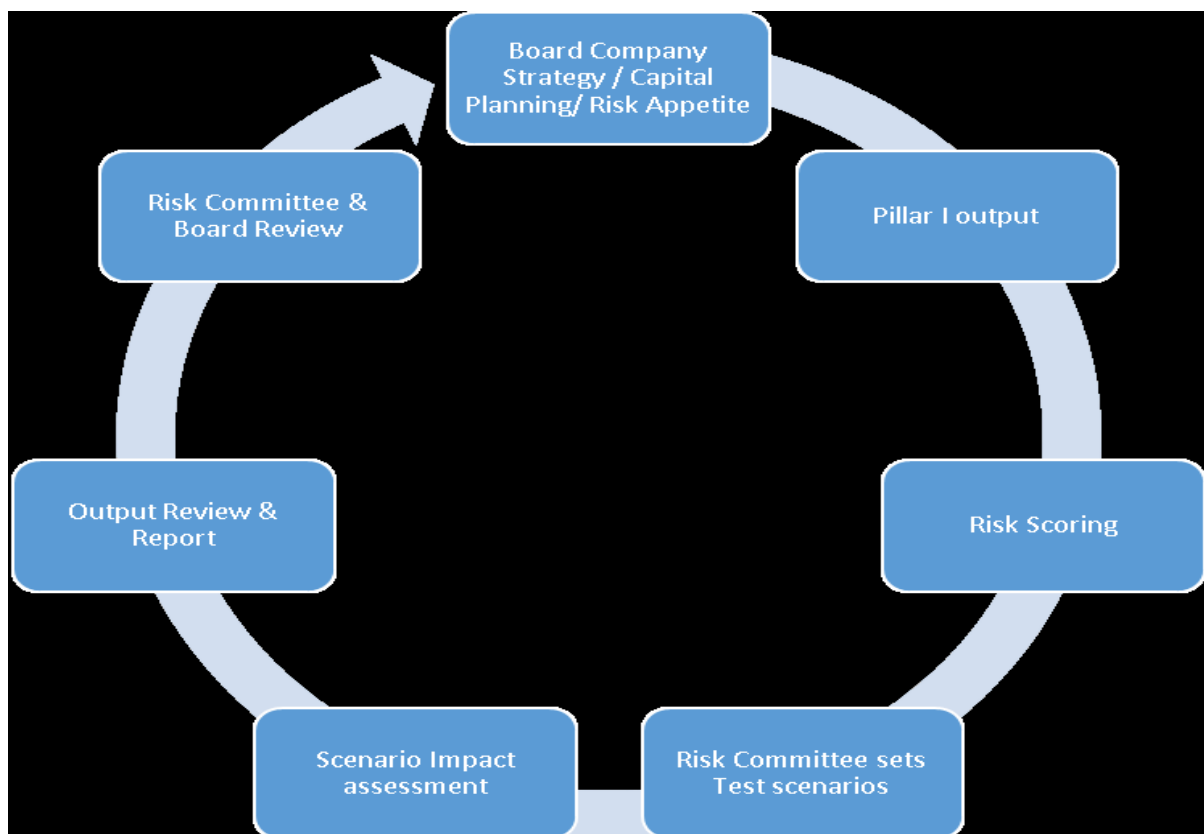 Board Company
Strategy / Capital
Planning/ Risk Appetite
Pillar I output
Risk Scoring
Risk Committee sets
Test scenarios
Scenario Impact
assessment
Output Review &
Report
Risk Committee &
Board Review